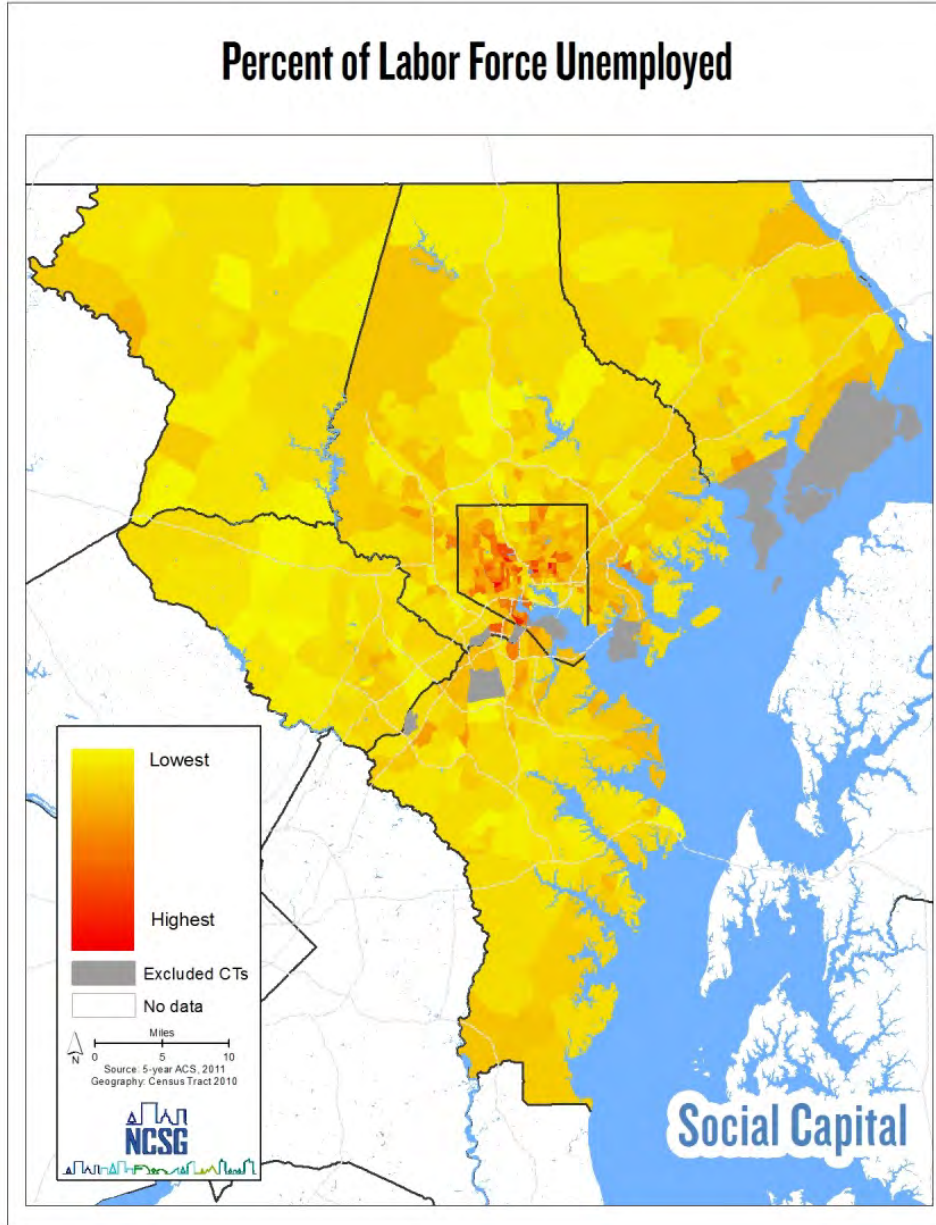 Percent of Labor Force Unemployed
Lowest
Highest
Excluded CTs
No data
Miles
N
0 5 10
Source: 5-year ACS, 2011
Geography: Census Tract 2010
NCSG
Social Capital